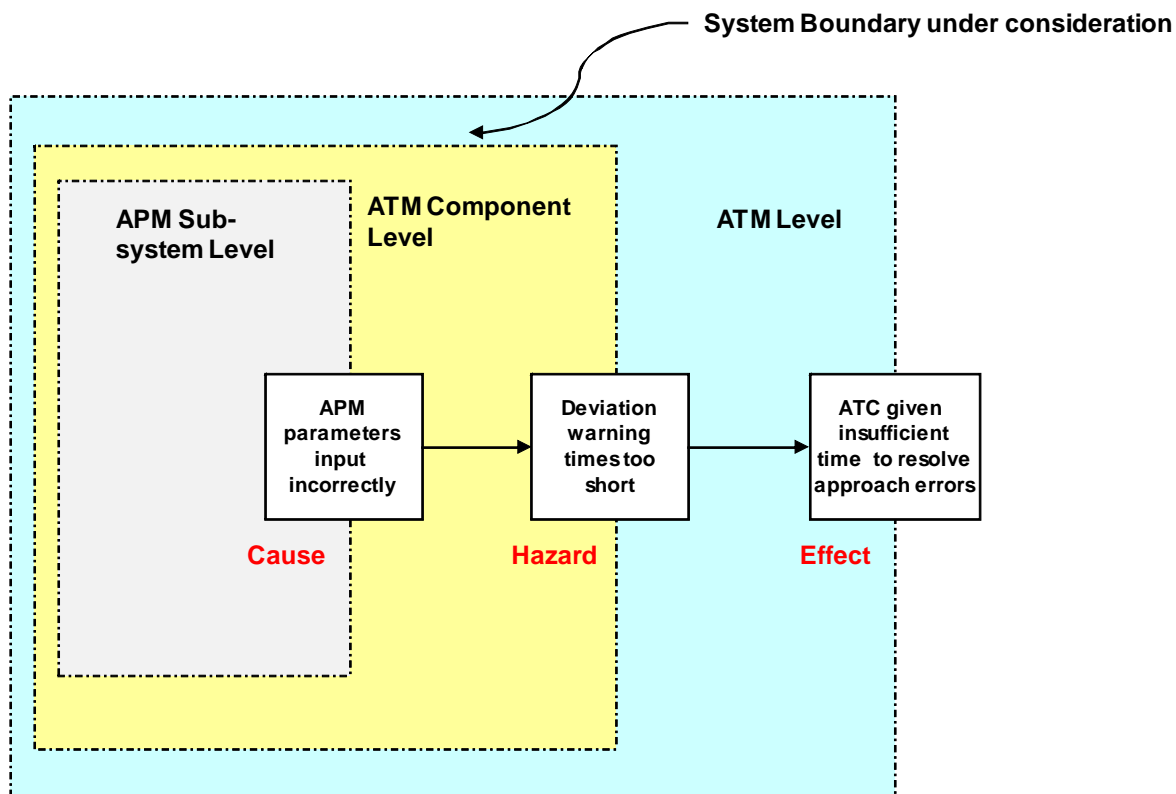 System Boundary under consideration
APM Sub-
system Level
ATM Component
Level
ATM Level
APM
parameters
input
incorrectly
Deviation
warning
times too
short
ATC given
insufficient
time to resolve
approach errors
Cause
Hazard
Effect